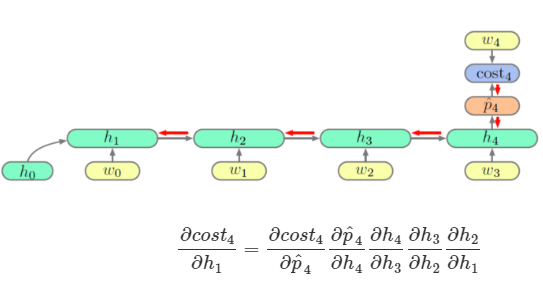 w₄
cost₄
p̂₄
h₁ h₂ h₃ h₄
h₀ w₀ w₁ w₂ w₃
∂cost₄/∂h₁ = ∂cost₄/∂p̂₄ ∂p̂₄/∂h₄ ∂h₄/∂h₃ ∂h₃/∂h₂ ∂h₂/∂h₁